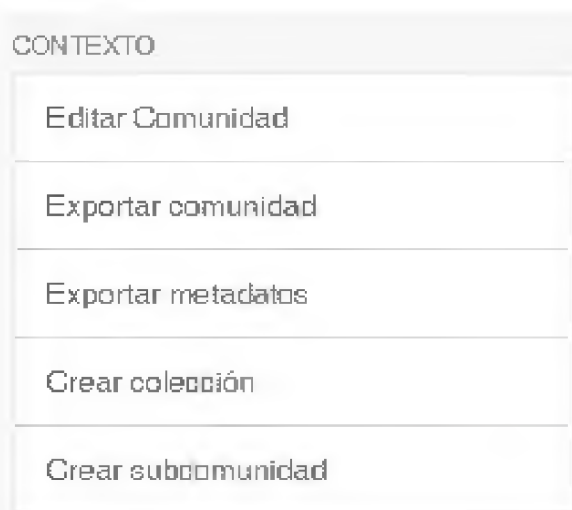 CONTEXTO
Editar Comunidad
Exportar comunidad
Exportar metadatos
Crear colección
Crear subcomunidad